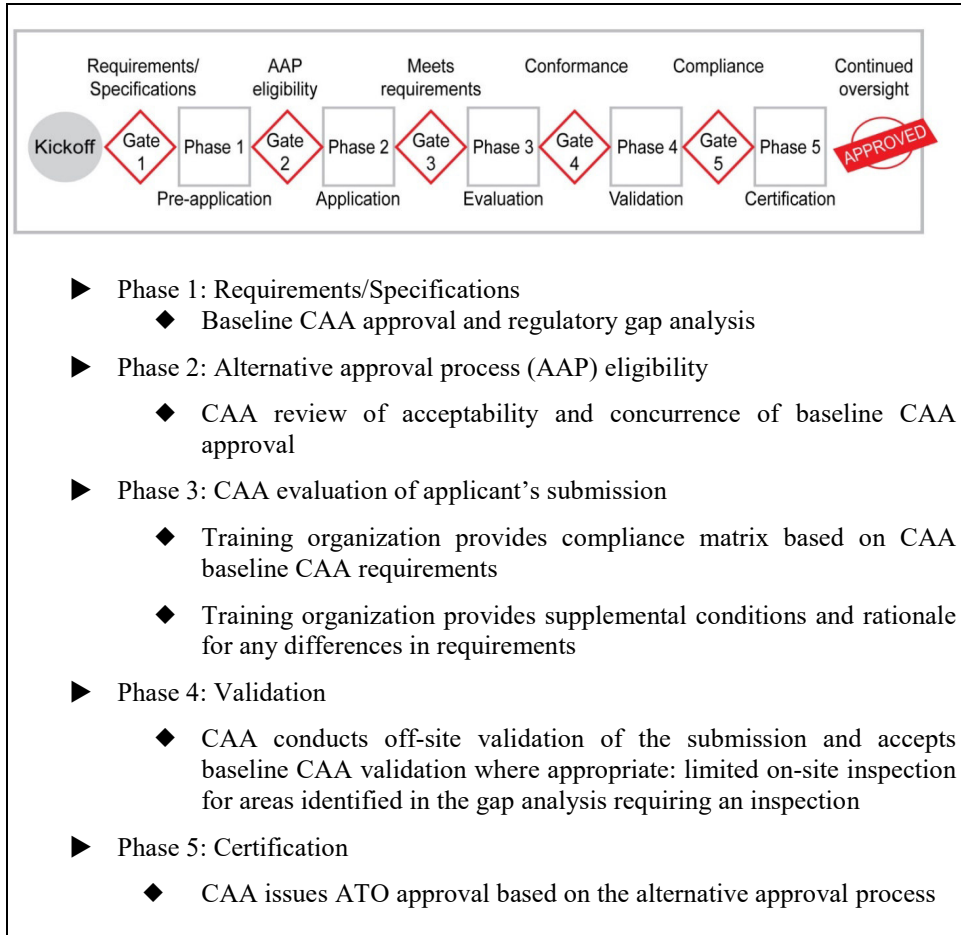 Requirements/
Specifications
AAP
eligibility
Meets
requirements
Conformance
Compliance
Continued
oversight
Kickoff
Gate
1
Phase 1
Gate
2
Phase 2
Gate
3
Phase 3
Gate
4
Phase 4
Gate
5
Phase 5
APPROVED
Pre-application
Application
Evaluation
Validation
Certification
Phase 1: Requirements/Specifications
Baseline CAA approval and regulatory gap analysis
Phase 2: Alternative approval process (AAP) eligibility
CAA review of acceptability and concurrence of baseline CAA
approval
Phase 3: CAA evaluation of applicant’s submission
Training organization provides compliance matrix based on CAA
baseline CAA requirements
Training organization provides supplemental conditions and rationale
for any differences in requirements
Phase 4: Validation
CAA conducts off-site validation of the submission and accepts
baseline CAA validation where appropriate: limited on-site inspection
for areas identified in the gap analysis requiring an inspection
Phase 5: Certification
CAA issues ATO approval based on the alternative approval process